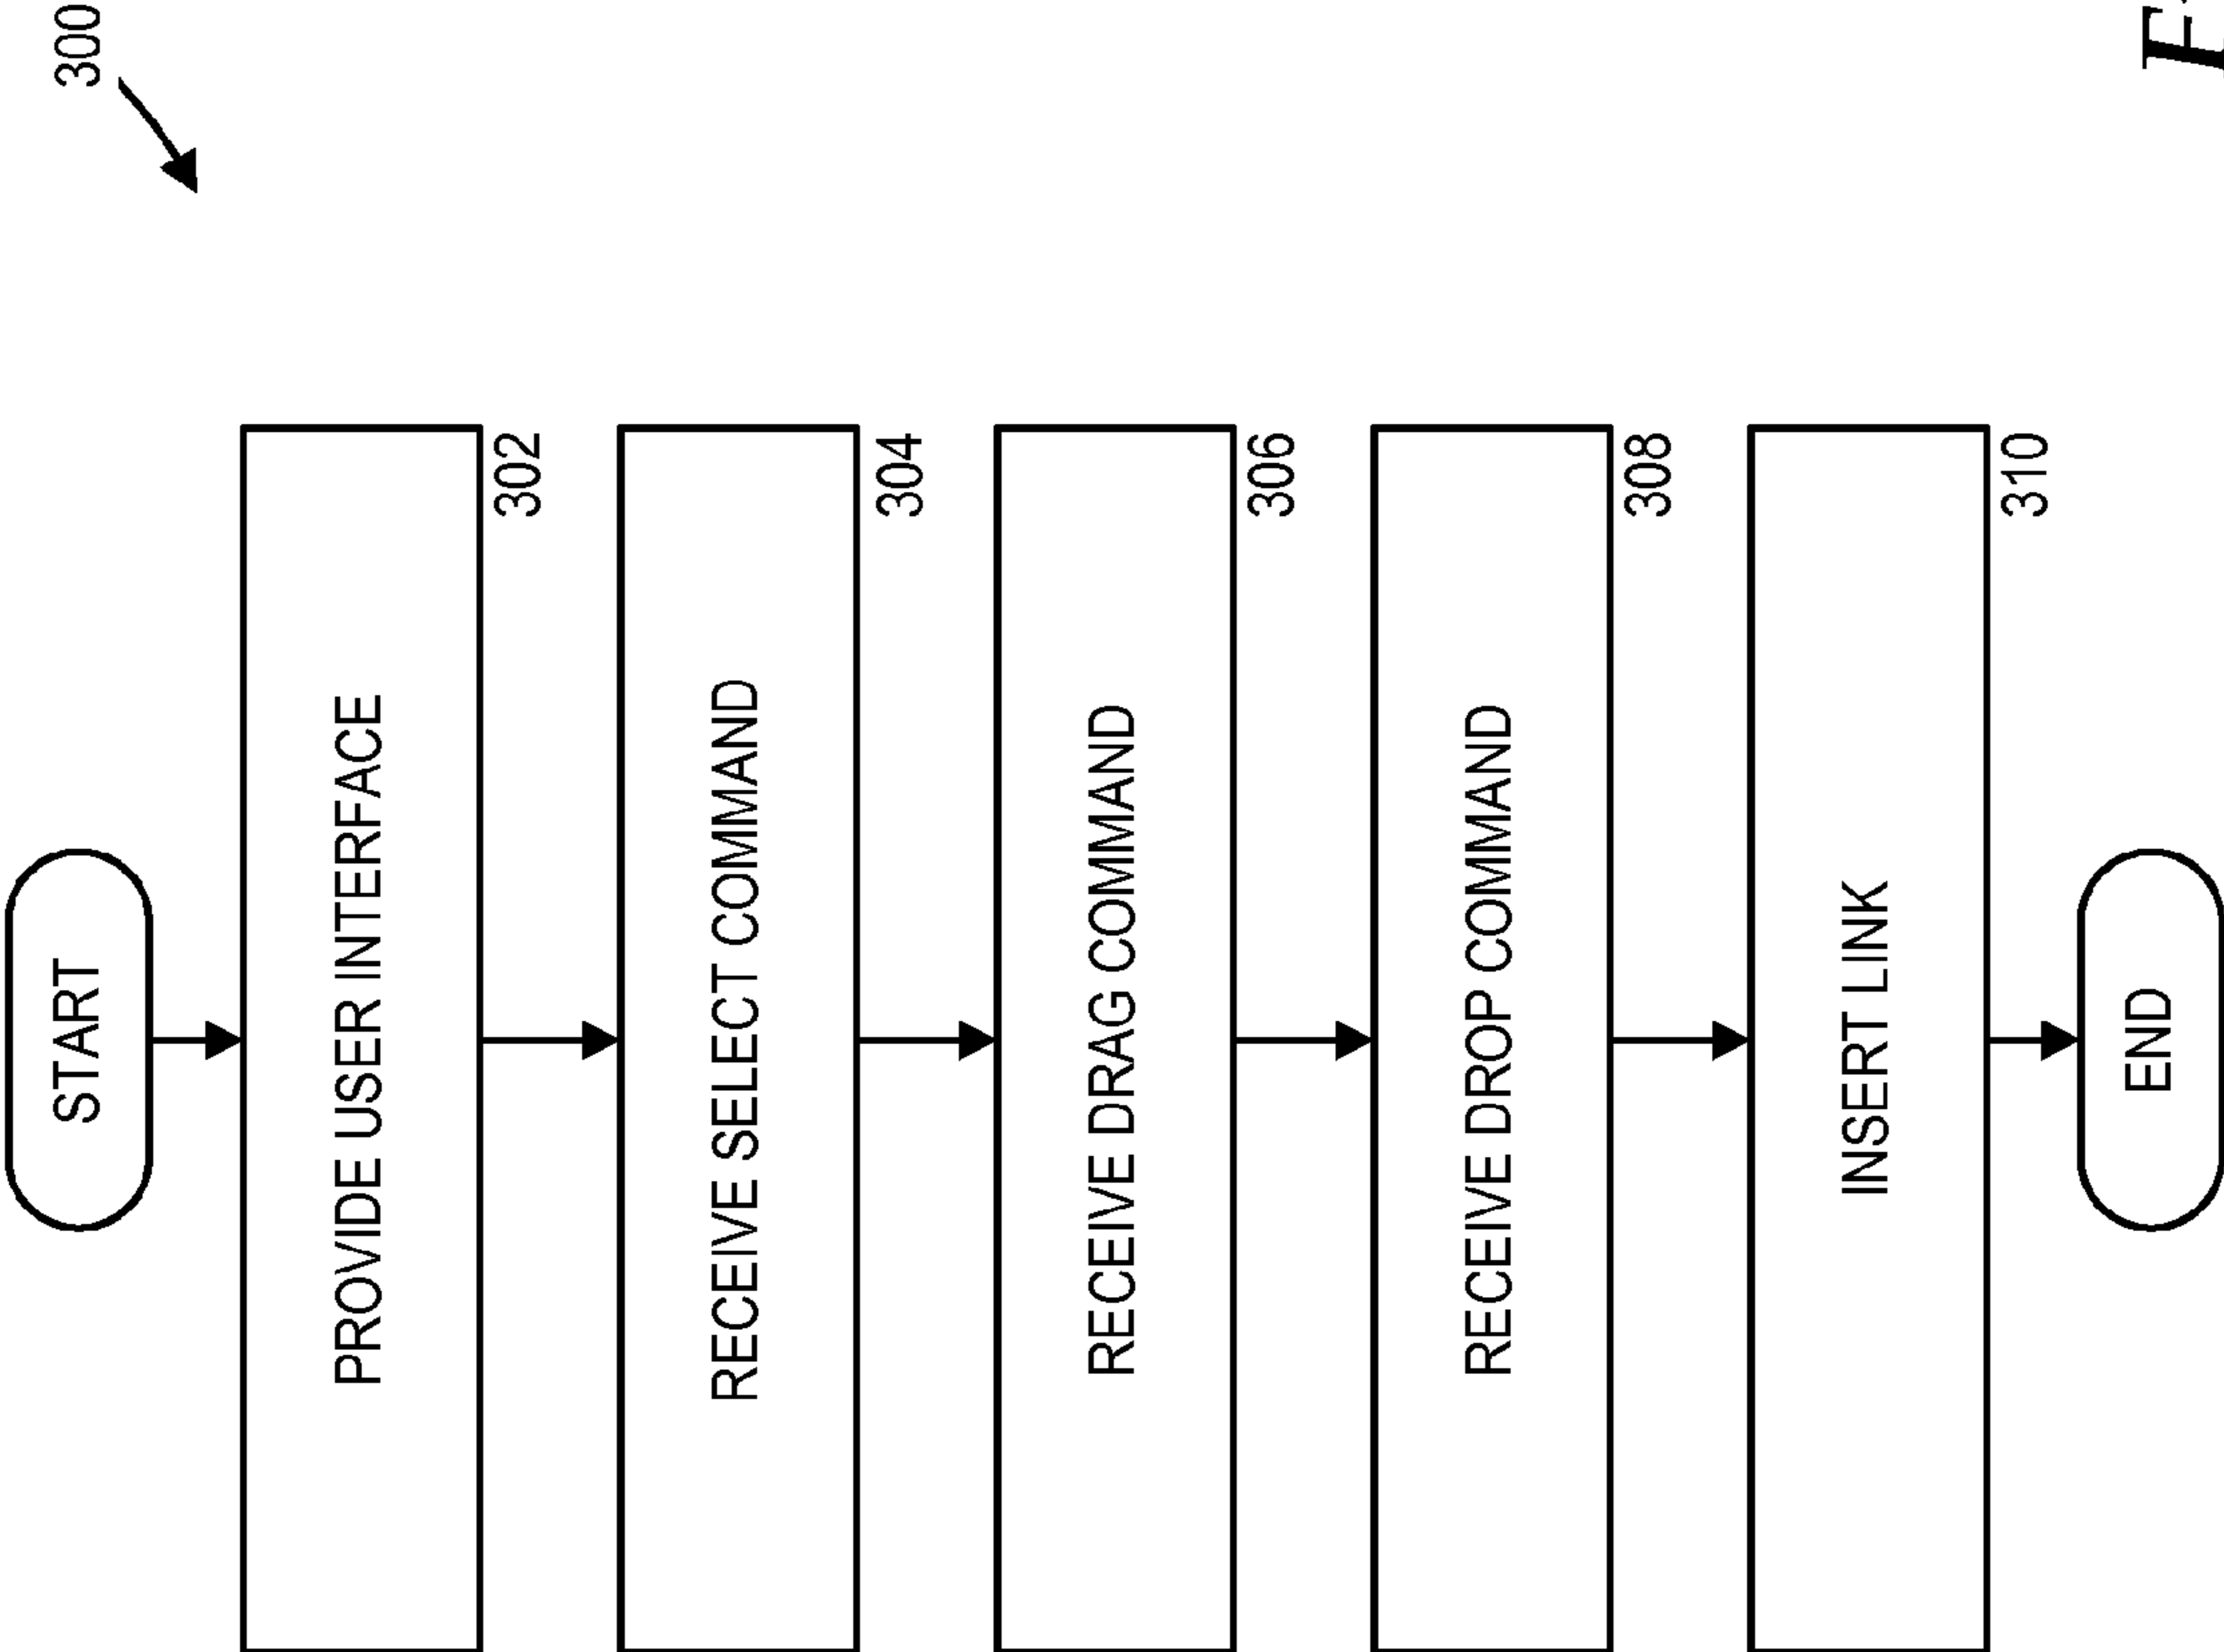 300
START
PROVIDE USER INTERFACE
302
RECEIVE SELECT COMMAND
304
RECEIVE DRAG COMMAND
306
RECEIVE DROP COMMAND
308
INSERT LINK
310
END